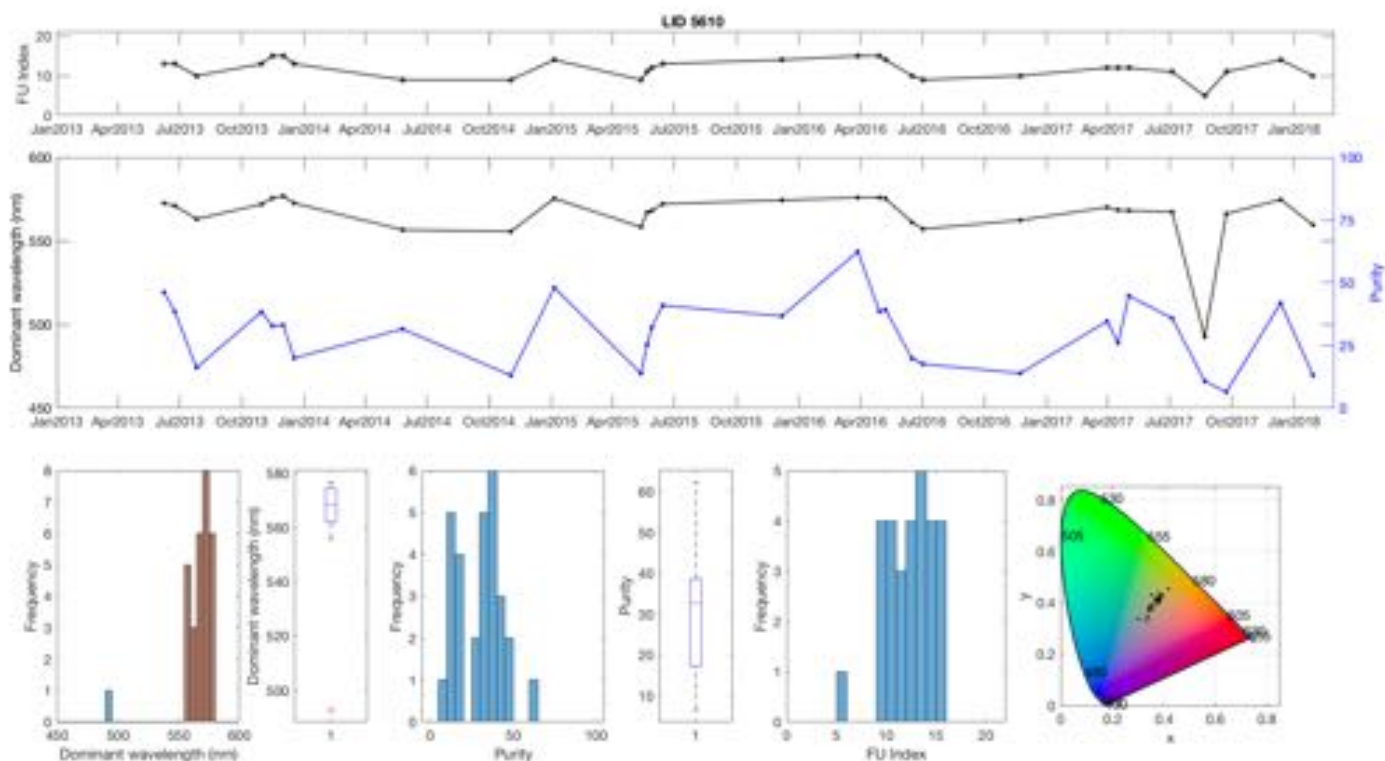 LID 5610
20
10
0
FU Index
Jan2013 Apr2013 Jul2013 Oct2013 Jan2014 Apr2014 Jul2014 Oct2014 Jan2015 Apr2015 Jul2015 Oct2015 Jan2016 Apr2016 Jul2016 Oct2016 Jan2017 Apr2017 Jul2017 Oct2017 Jan2018
600
550
500
450
Dominant wavelength (nm)
100
75
50
25
0
Purity
Jan2013 Apr2013 Jul2013 Oct2013 Jan2014 Apr2014 Jul2014 Oct2014 Jan2015 Apr2015 Jul2015 Oct2015 Jan2016 Apr2016 Jul2016 Oct2016 Jan2017 Apr2017 Jul2017 Oct2017 Jan2018
8
7
6
5
4
3
2
1
0
Frequency
450 500 550 600
Dominant wavelength (nm)
580
560
540
520
500
Dominant wavelength (nm)
1
6
5
4
3
2
1
0
Frequency
0 50 100
Purity
60
50
40
30
20
10
Purity
1
5
4
3
2
1
0
Frequency
0 5 10 15 20
FU Index
0.8
0.6
0.4
0.2
0
y
530
505
555
580
605
0 0.2 0.4 0.6 0.8
x